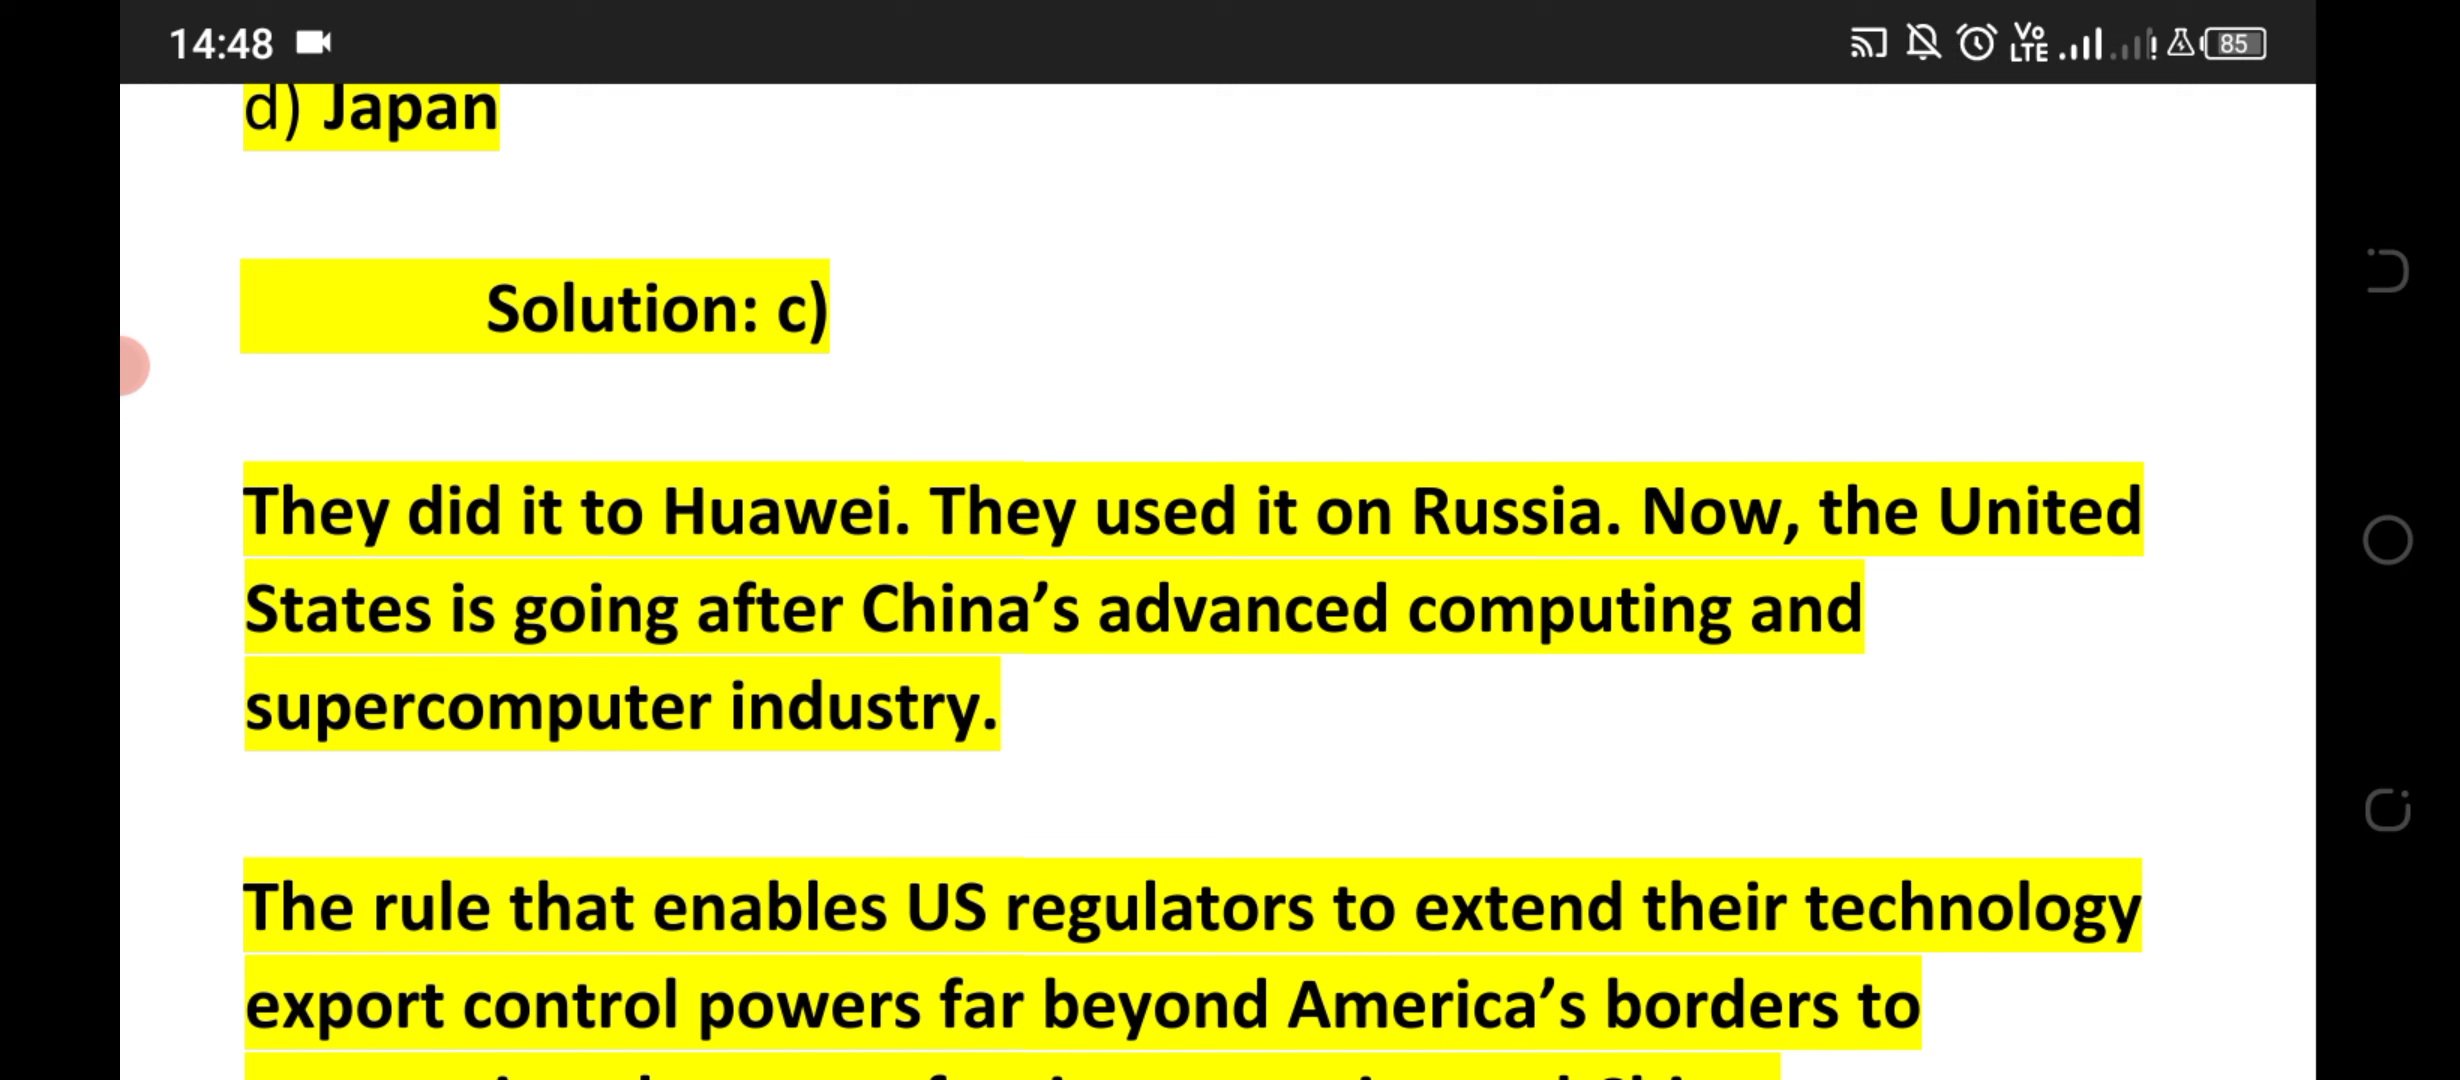 14:48
Vo
LTE
85
d) Japan
Solution: c)
They did it to Huawei. They used it on Russia. Now, the United
States is going after China’s advanced computing and
supercomputer industry.
The rule that enables US regulators to extend their technology
export control powers far beyond America’s borders to